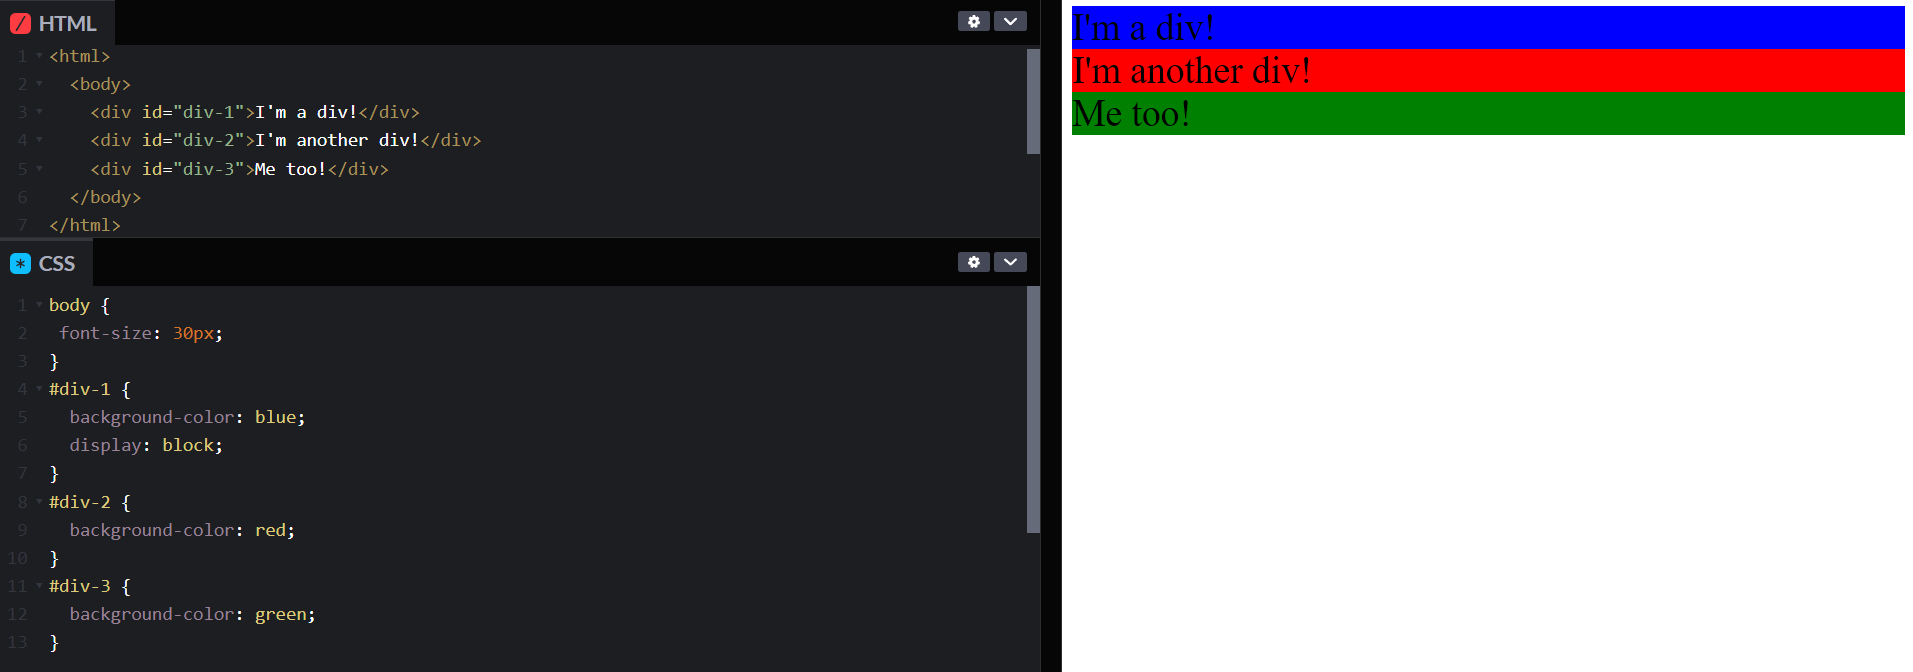 HTML
1 <html>
2 <body>
3 <div id="div-1">I'm a div!</div>
4 <div id="div-2">I'm another div!</div>
5 <div id="div-3">Me too!</div>
6 </body>
7 </html>
CSS
1 body {
2 font-size: 30px;
3 }
4 #div-1 {
5 background-color: blue;
6 display: block;
7 }
8 #div-2 {
9 background-color: red;
10 }
11 #div-3 {
12 background-color: green;
13 }
I'm a div!
I'm another div!
Me too!